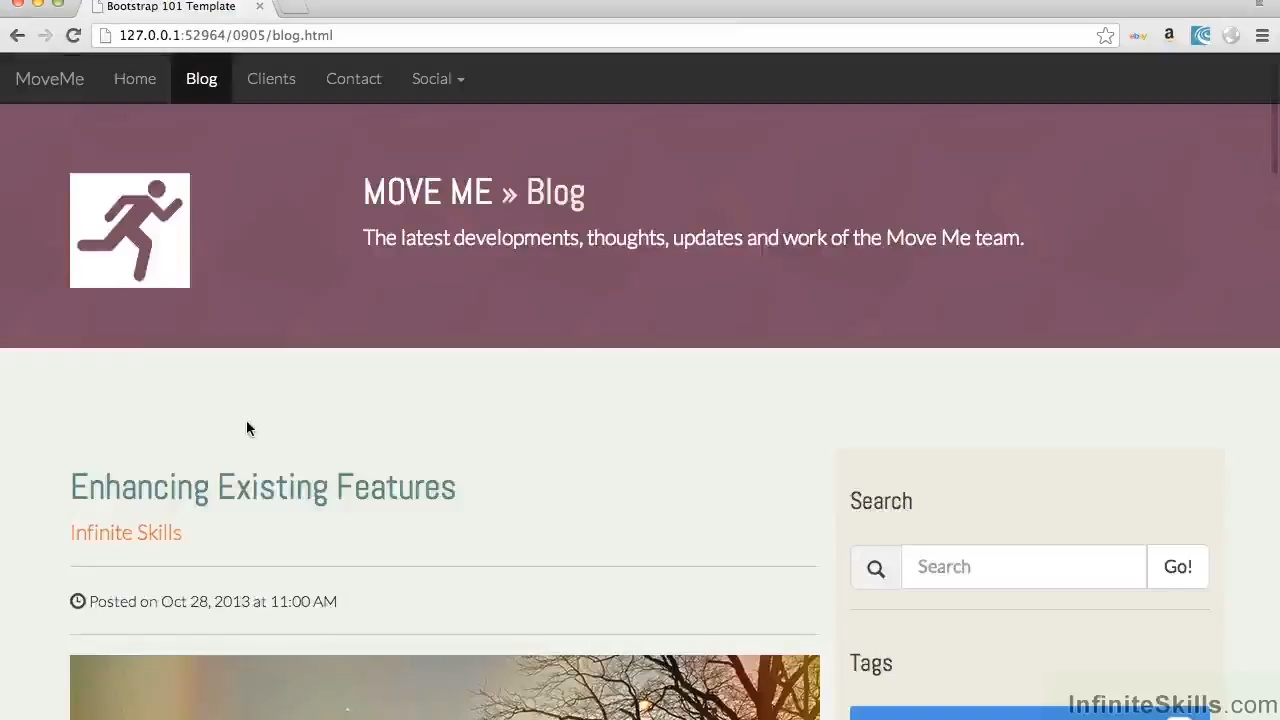 Bootstrap 101 Template
127.0.0.1:52964/0905/blog.html
ebY
a
MoveMe Home Blog Clients Contact Social
MOVE ME » Blog
The latest developments, thoughts, updates and work of the Move Me team.
Enhancing Existing Features
Infinite Skills
Posted on Oct 28, 2013 at 11:00 AM
Search
Search Go!
Tags
InfiniteSkills.com